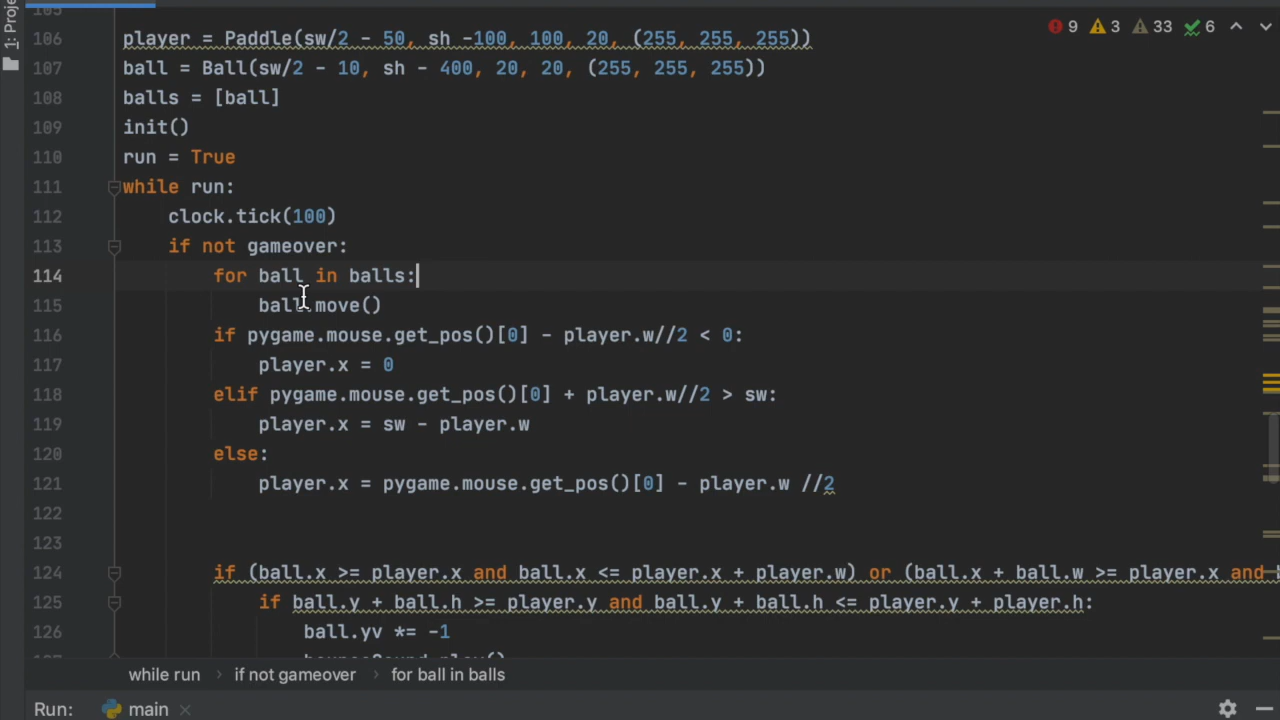 1: Proje
105
9 3 33 6
106 player = Paddle(sw/2 - 50, sh -100, 100, 20, (255, 255, 255))
107 ball = Ball(sw/2 - 10, sh - 400, 20, 20, (255, 255, 255))
108 balls = [ball]
109 init()
110 run = True
111 while run:
112 clock.tick(100)
113 if not gameover:
114 for ball in balls:
115 ball.move()
116 if pygame.mouse.get_pos()[0] - player.w//2 < 0:
117 player.x = 0
118 elif pygame.mouse.get_pos()[0] + player.w//2 > sw:
119 player.x = sw - player.w
120 else:
121 player.x = pygame.mouse.get_pos()[0] - player.w //2
122
123
124 if (ball.x >= player.x and ball.x <= player.x + player.w) or (ball.x + ball.w >= player.x and
125 if ball.y + ball.h >= player.y and ball.y + ball.h <= player.y + player.h:
126 ball.yv *= -1
while run › if not gameover › for ball in balls
Run: main